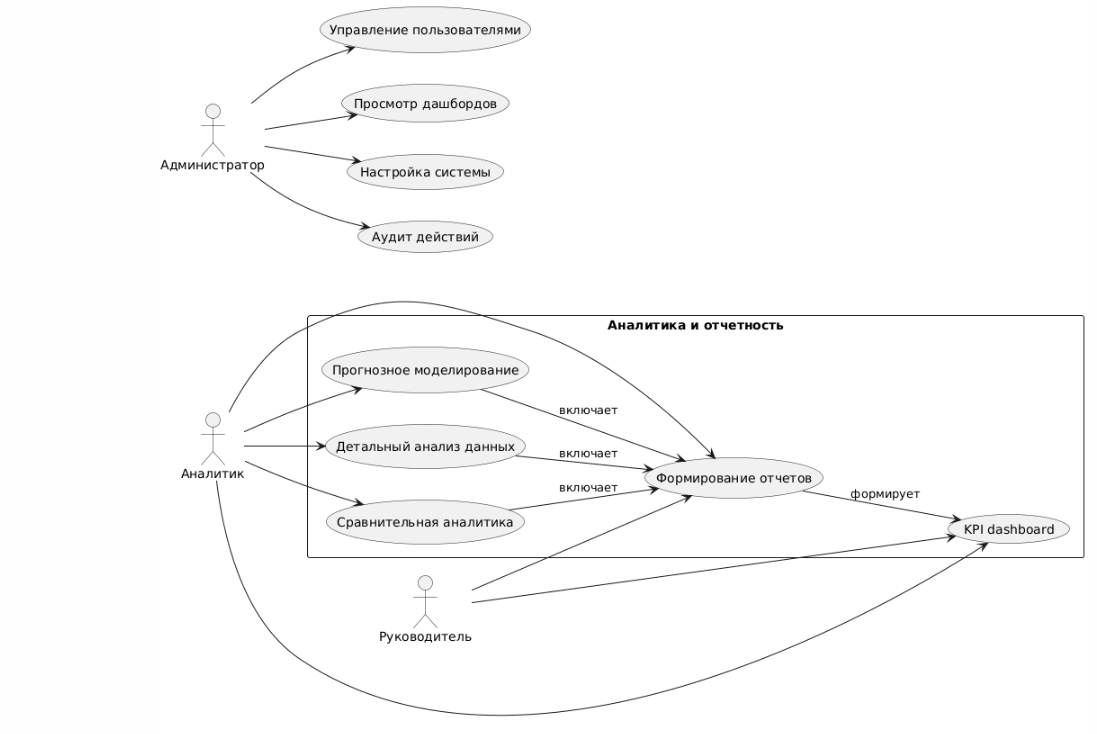 Управление пользователями
Просмотр дашбордов
Администратор
Настройка системы
Аудит действий
Аналитика и отчетность
Прогнозное моделирование
включает
Детальный анализ данных
включает
Аналитик
Формирование отчетов
включает
формирует
Сравнительная аналитика
KPI dashboard
Руководитель